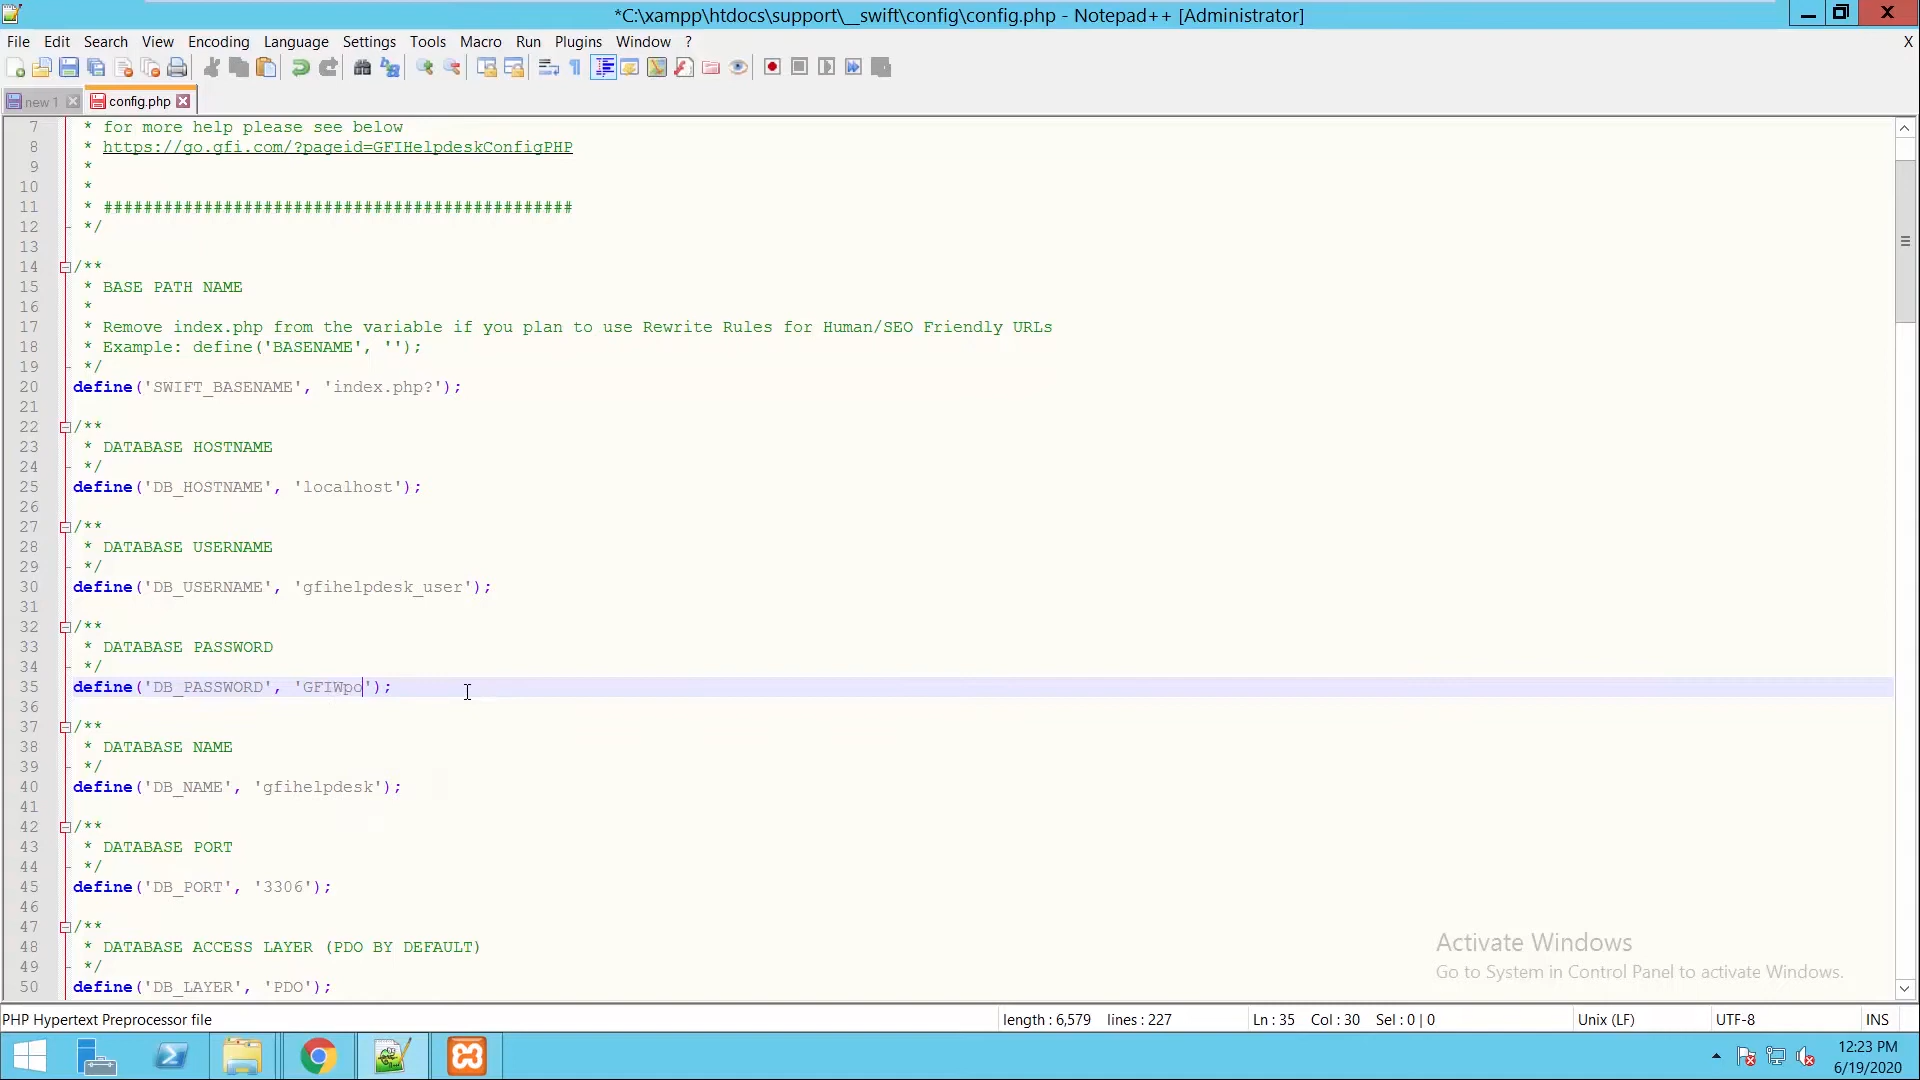 *C:\xampp\htdocs\support\__swift\config\config.php - Notepad++ [Administrator]
File Edit Search View Encoding Language Settings Tools Macro Run Plugins Window ? X
new 1 config.php
7 * for more help please see below
8 * https://go.gfi.com/?pageid=GFIHelpdeskConfigPHP
9 *
10 *
11 * ###############################################
12 */
13
14 /**
15 * BASE PATH NAME
16 *
17 * Remove index.php from the variable if you plan to use Rewrite Rules for Human/SEO Friendly URLs
18 * Example: define('BASENAME', '');
19 */
20 define('SWIFT_BASENAME', 'index.php?');
21
22 /**
23 * DATABASE HOSTNAME
24 */
25 define('DB_HOSTNAME', 'localhost');
26
27 /**
28 * DATABASE USERNAME
29 */
30 define('DB_USERNAME', 'gfihelpdesk_user');
31
32 /**
33 * DATABASE PASSWORD
34 */
35 define('DB_PASSWORD', 'GFIWpo');
36
37 /**
38 * DATABASE NAME
39 */
40 define('DB_NAME', 'gfihelpdesk');
41
42 /**
43 * DATABASE PORT
44 */
45 define('DB_PORT', '3306');
46
47 /**
48 * DATABASE ACCESS LAYER (PDO BY DEFAULT)
49 */
50 define('DB_LAYER', 'PDO');
Activate Windows
Go to System in Control Panel to activate Windows.
PHP Hypertext Preprocessor file length : 6,579 lines : 227 Ln : 35 Col : 30 Sel : 0 | 0 Unix (LF) UTF-8 INS
12:23 PM
6/19/2020